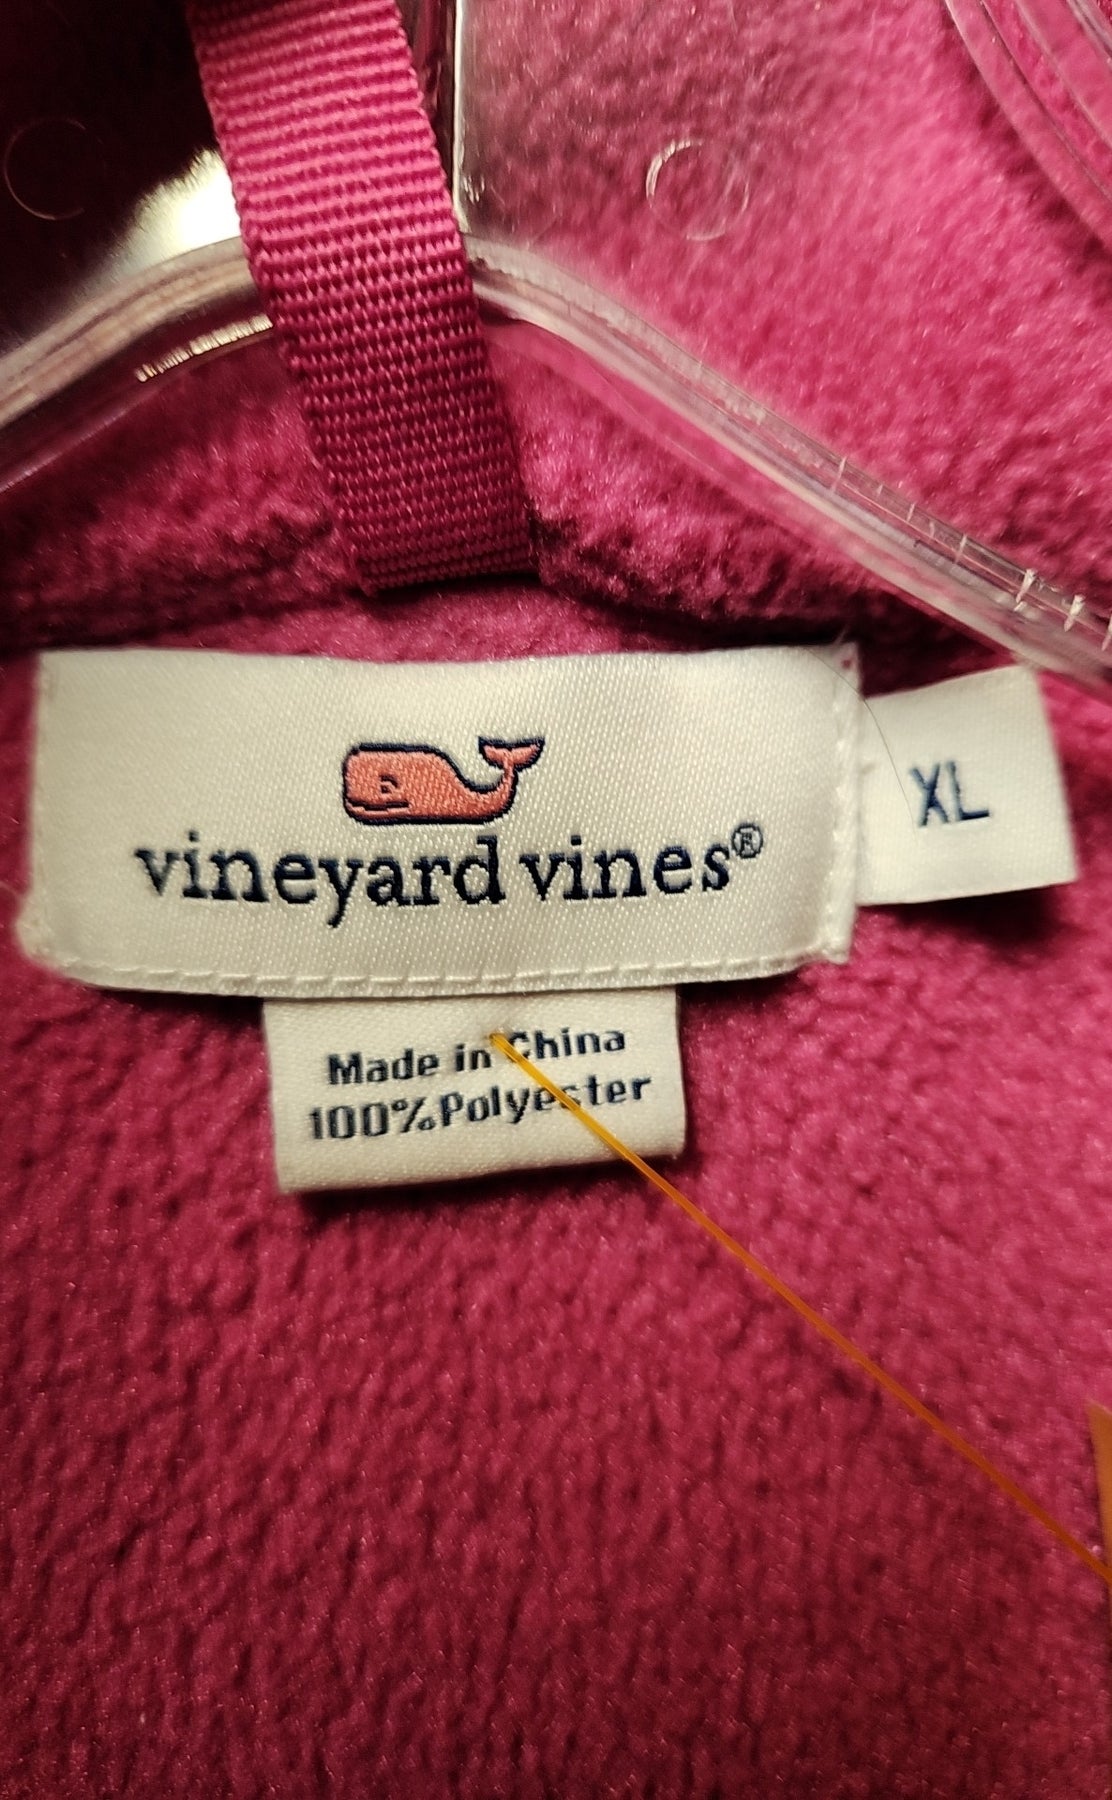 vineyard vines®
XL
Made in China
100% Polyester